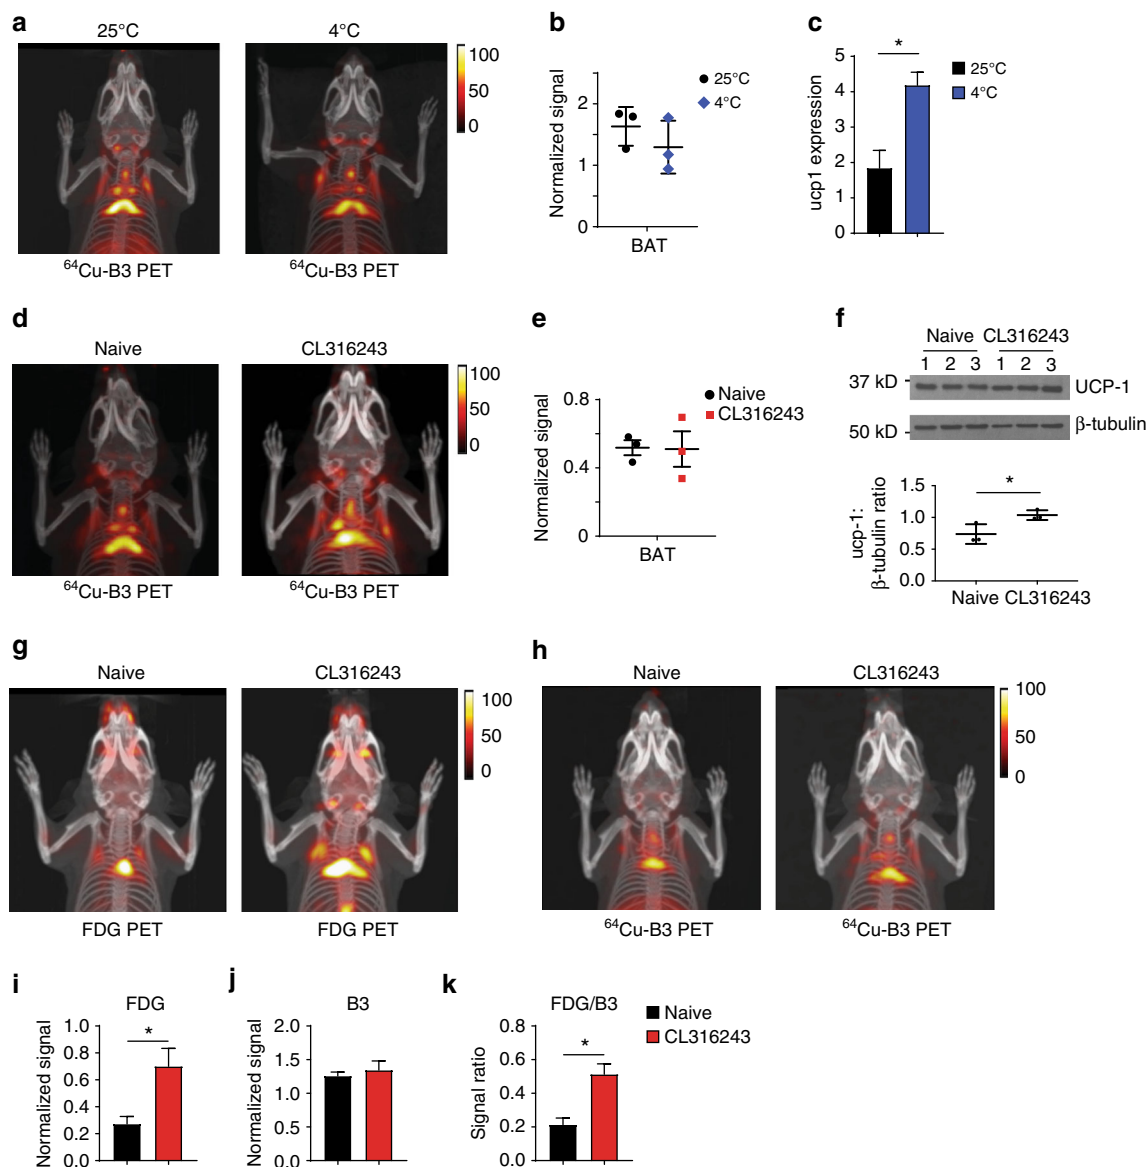 a
25°C
4°C
100
50
0
⁶⁴Cu-B3 PET
⁶⁴Cu-B3 PET
b
Normalized signal
2
1
0
BAT
25°C
4°C
c
*
ucp1 expression
5
4
3
2
1
0
25°C
4°C
d
Naive
CL316243
100
50
0
⁶⁴Cu-B3 PET
⁶⁴Cu-B3 PET
e
Normalized signal
0.8
0.4
0
BAT
Naive
CL316243
f
Naive CL316243
1 2 3 1 2 3
37 kD
UCP-1
50 kD
β-tubulin
ucp-1:
β-tubulin ratio
1.5
1.0
0.5
0.0
*
Naive CL316243
g
Naive
CL316243
100
50
0
FDG PET
FDG PET
h
Naive
CL316243
100
50
0
⁶⁴Cu-B3 PET
⁶⁴Cu-B3 PET
i
FDG
Normalized signal
1.0
0.8
0.6
0.4
0.2
0.0
*
j
B3
Normalized signal
2.0
1.5
1.0
0.5
0.0
k
FDG/B3
Signal ratio
0.8
0.6
0.4
0.2
0.0
*
Naive
CL316243